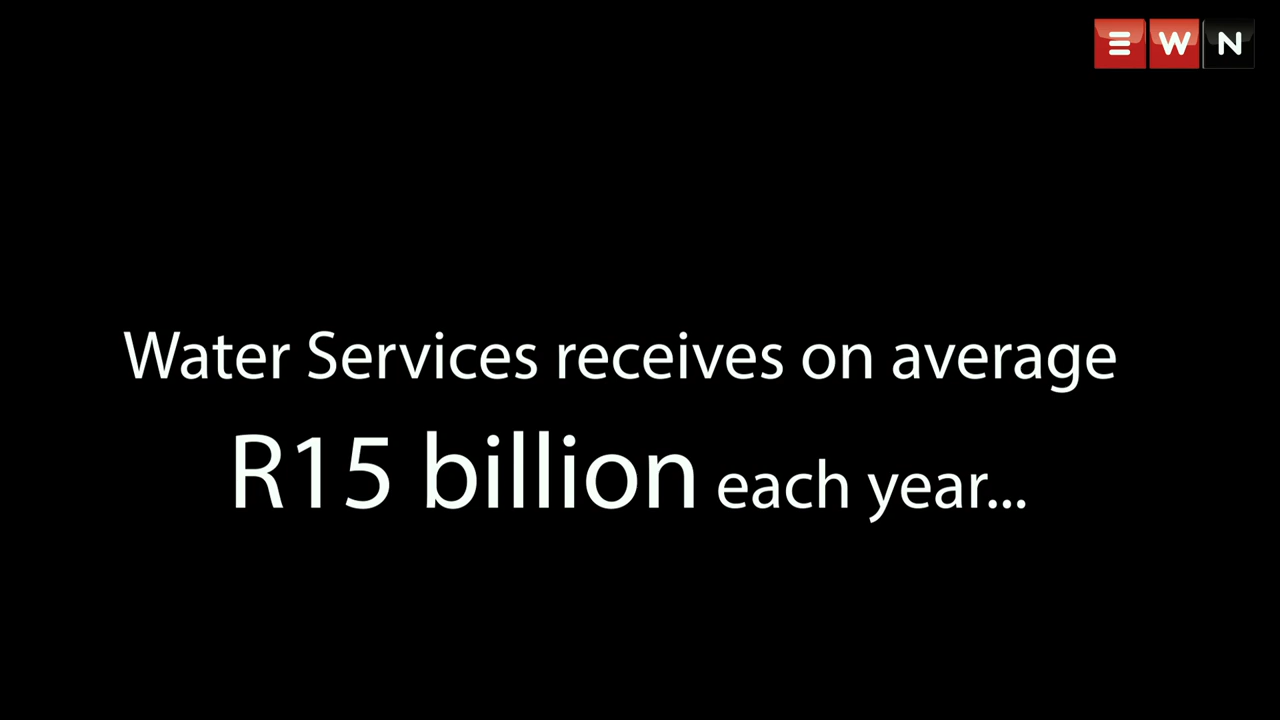 EWN
Water Services receives on average
R15 billion each year...